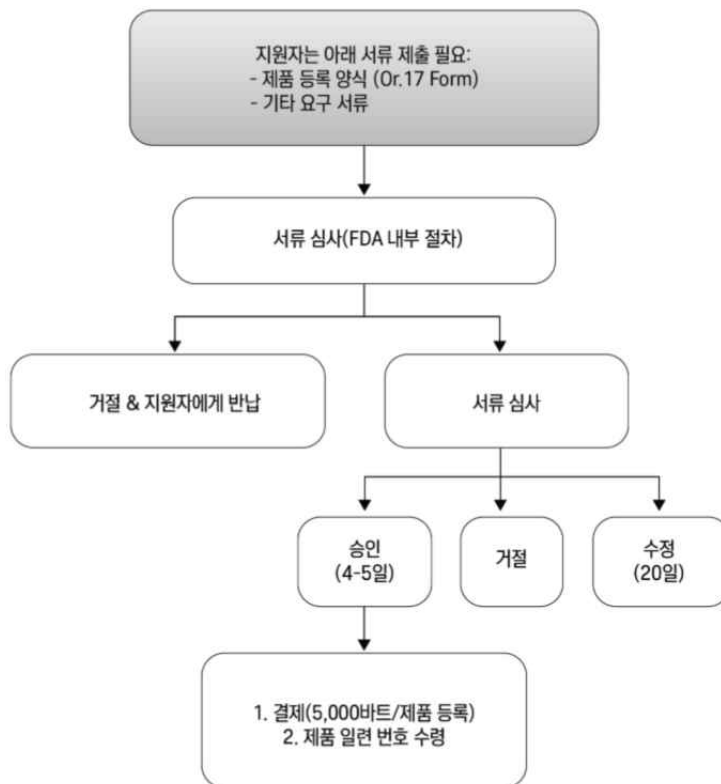 지원자는 아래 서류 제출 필요:
- 제품 등록 양식 (Or.17 Form)
- 기타 요구 서류
서류 심사(FDA 내부 절차)
거절 & 지원자에게 반납
서류 심사
승인
(4-5일)
거절
수정
(20일)
1. 결제(5,000바트/제품 등록)
2. 제품 일련 번호 수령